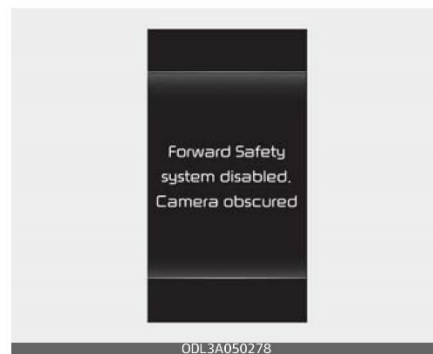 Forward Safety
system disabled.
Camera obscured
ODL3A050278